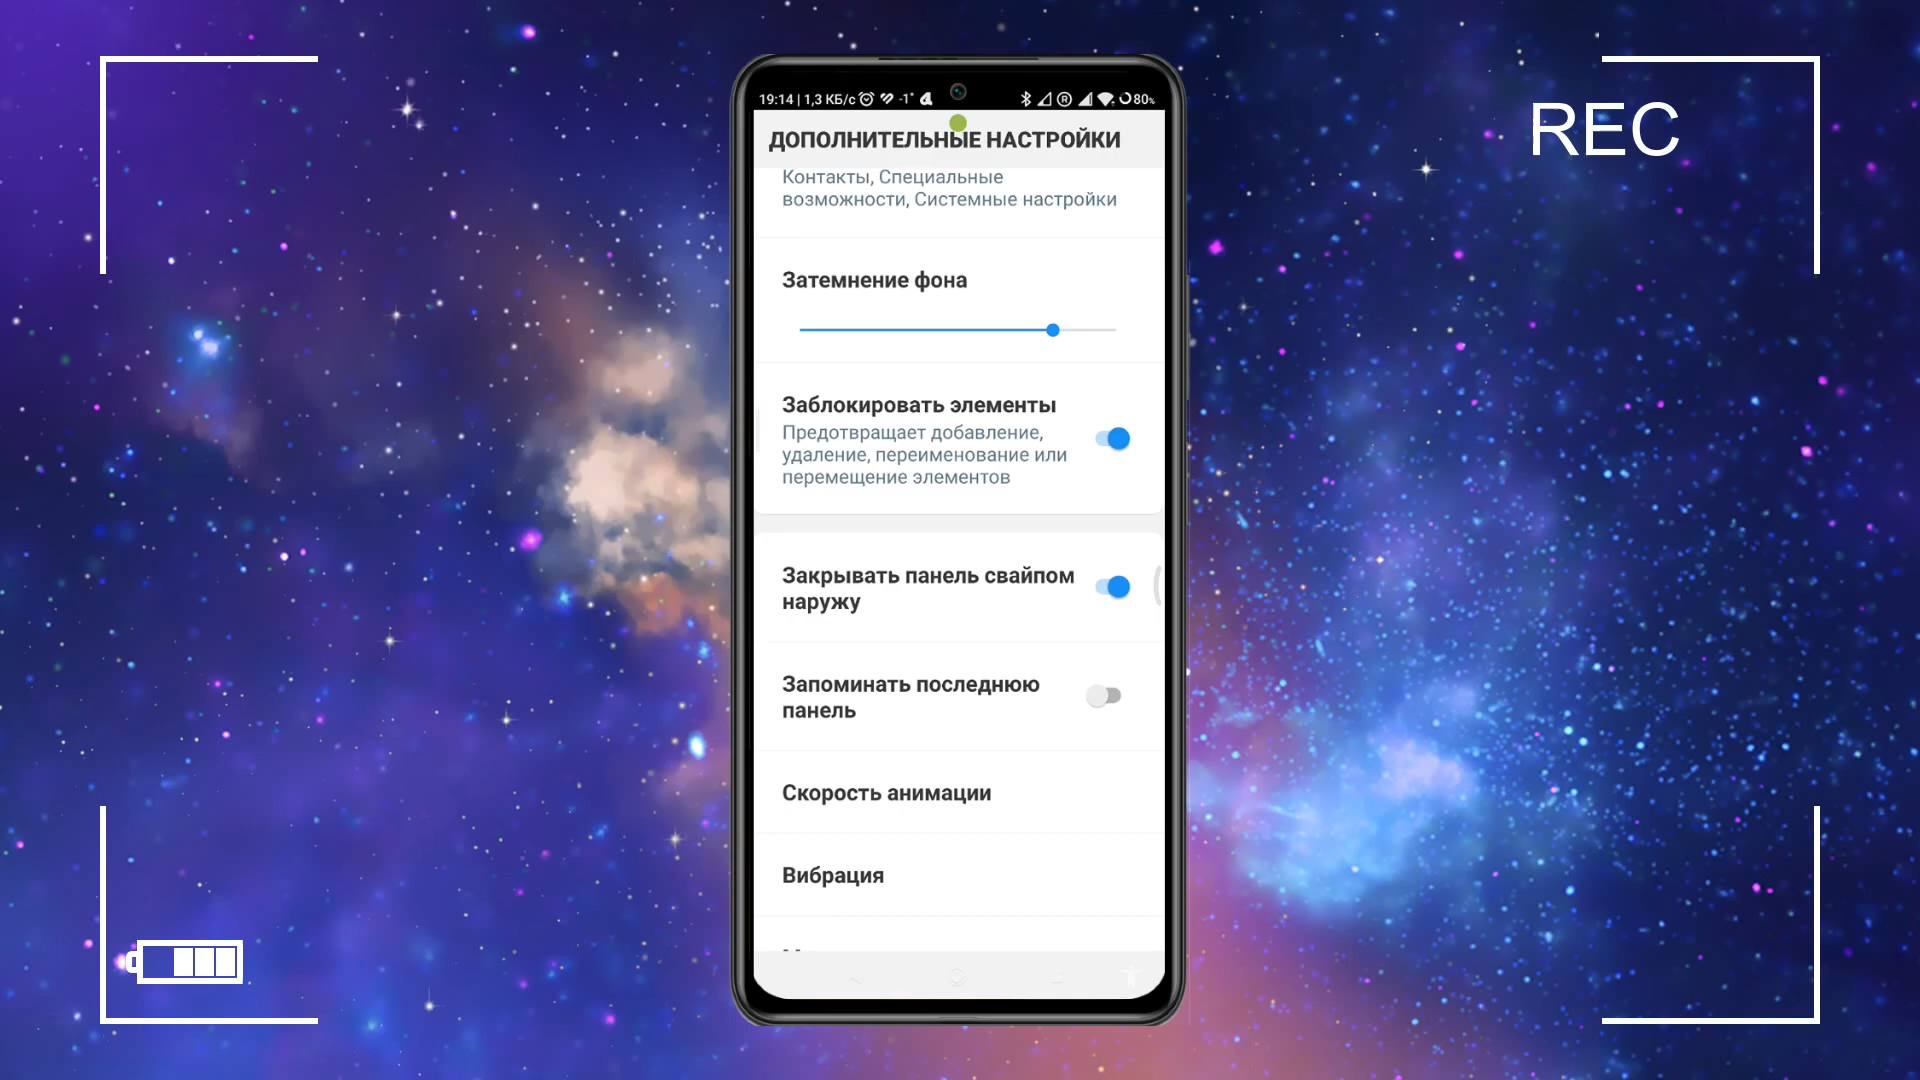 REC
19:14 | 1,3 КБ/с -1° 80%
ДОПОЛНИТЕЛЬНЫЕ НАСТРОЙКИ
Контакты, Специальные
возможности, Системные настройки
Затемнение фона
Заблокировать элементы
Предотвращает добавление,
удаление, переименование или
перемещение элементов
Закрывать панель свайпом
наружу
Запоминать последнюю
панель
Скорость анимации
Вибрация